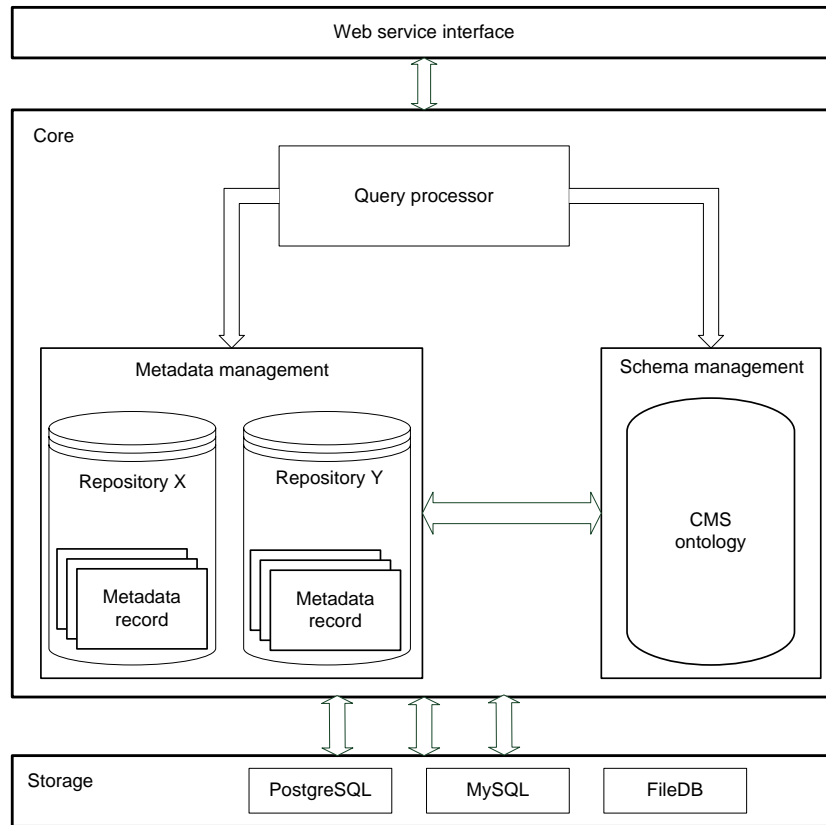 Web service interface
Core
Query processor
Metadata management
Schema management
Repository X
Repository Y
CMS
ontology
Metadata
record
Metadata
record
Storage
PostgreSQL
MySQL
FileDB